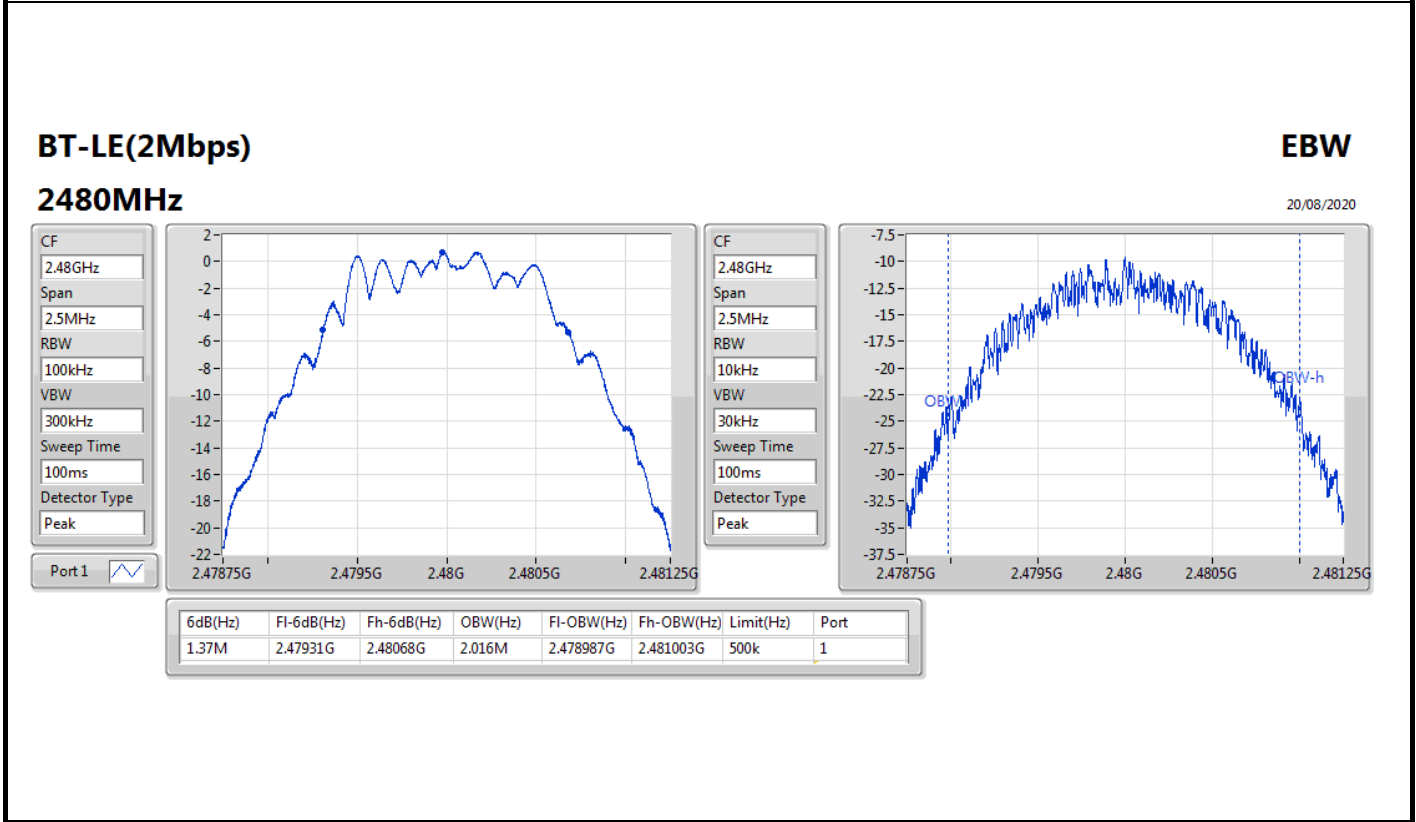 BT-LE(2Mbps)
EBW
2480MHz
20/08/2020
CF
2.48GHz
Span
2.5MHz
RBW
100kHz
VBW
300kHz
Sweep Time
100ms
Detector Type
Peak
Port 1
2
0
-2
-4
-6
-8
-10
-12
-14
-16
-18
-20
-22
2.47875G 2.4795G 2.48G 2.4805G 2.48125G
CF
2.48GHz
Span
2.5MHz
RBW
10kHz
VBW
30kHz
Sweep Time
100ms
Detector Type
Peak
-7.5
-10
-12.5
-15
-17.5
-20
-22.5
-25
-27.5
-30
-32.5
-35
-37.5
OBW-h
2.47875G 2.4795G 2.48G 2.4805G 2.48125G
6dB(Hz) Fl-6dB(Hz) Fh-6dB(Hz) OBW(Hz) Fl-OBW(Hz) Fh-OBW(Hz) Limit(Hz) Port
1.37M 2.47931G 2.48068G 2.016M 2.478987G 2.481003G 500k 1